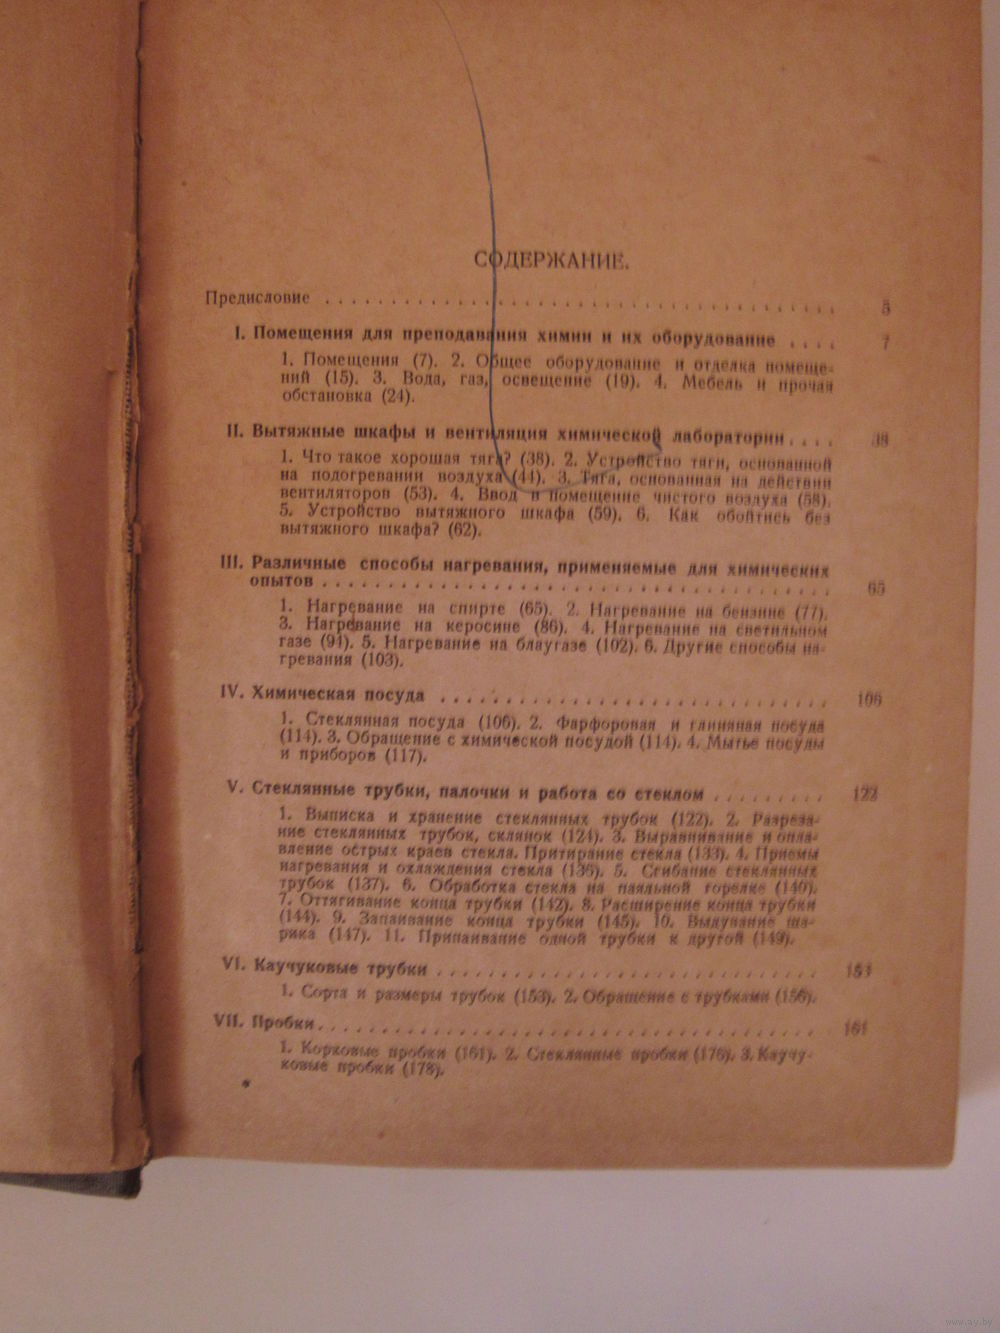 СОДЕРЖАНИЕ.
Предисловие . . . . . . . . . . . . . . . . . . . . . . . . . . . . . . . . . . . . 5
I. Помещения для преподавания химии и их оборудование . . . . 7
1. Помещения (7). 2. Общее оборудование и отделка помеще-
ний (15). 3. Вода, газ, освещение (19). 4. Мебель и прочая
обстановка (24).
II. Вытяжные шкафы и вентиляция химической лаборатории. . . . 38
1. Что такое хорошая тяга? (38). 2. Устройство тяги, основанной
на подогревании воздуха (44). 3. Тяга, основанная на действии
вентиляторов (53). 4. Ввод в помещение чистого воздуха (58).
5. Устройство вытяжного шкафа (59). 6. Как обойтись без
вытяжного шкафа? (62).
III. Различные способы нагревания, применяемые для химических
опытов . . . . . . . . . . . . . . . . . . . . . . . . . . . . . . . . . . . 65
1. Нагревание на спирте (65). 2. Нагревание на бензине (77).
3. Нагревание на керосине (86). 4. Нагревание на светильном
газе (94). 5. Нагревание на блаугазе (102). 6. Другие способы на-
гревания (103).
IV. Химическая посуда . . . . . . . . . . . . . . . . . . . . . . . . . . 106
1. Стеклянная посуда (106). 2. Фарфоровая и глиняная посуда
(114). 3. Обращение с химической посудой (114). 4. Мытье посуды
и приборов (117).
V. Стеклянные трубки, палочки и работа со стеклом . . . . . . . . . 122
1. Выписка и хранение стеклянных трубок (122). 2. Разреза-
ние стеклянных трубок, склянок (124). 3. Выравнивание и опла-
вление острых краев стекла. Притирание стекла (133). 4. Приемы
нагревания и охлаждения стекла (136). 5. Сгибание стеклянных
трубок (137). 6. Обработка стекла на паяльной горелке (140).
7. Оттягивание конца трубки (142). 8. Расширение конца трубки
(144). 9. Запаивание конца трубки (145). 10. Выдувание ша-
рика (147). 11. Припаивание одной трубки к другой (149).
VI. Каучуковые трубки . . . . . . . . . . . . . . . . . . . . . . . . . . 153
1. Сорта и размеры трубок (153). 2. Обращение с трубками (156).
VII. Пробки. . . . . . . . . . . . . . . . . . . . . . . . . . . . . . . . . . 161
1. Корковые пробки (161). 2. Стеклянные пробки (176). 3. Каучу-
ковые пробки (178).
www.ay.by